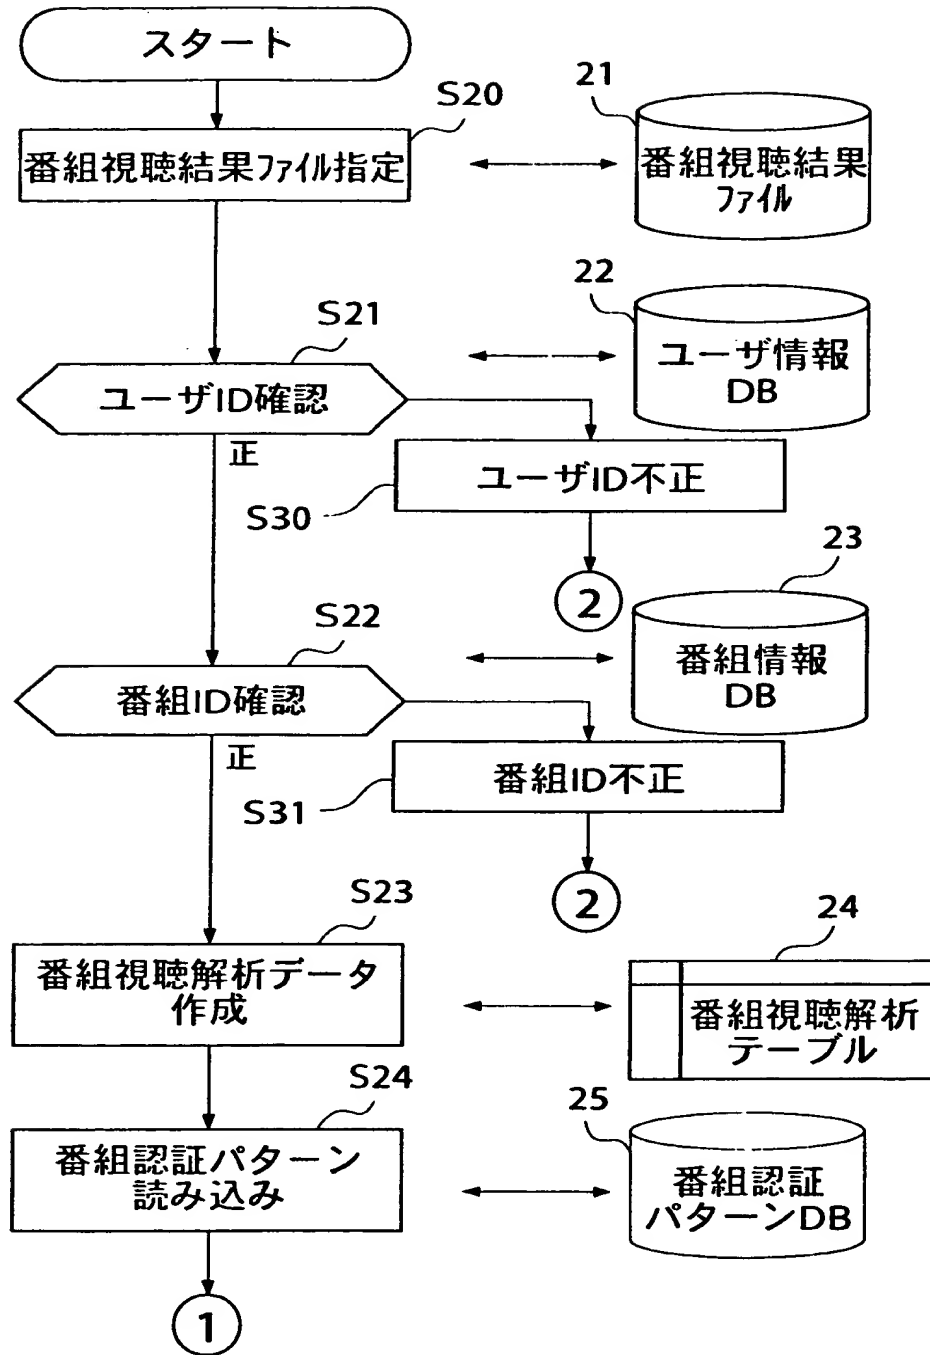 スタート
S20
番組視聴結果ファイル指定
21
番組視聴結果
ファイル
S21
ユーザID確認
正
22
ユーザ情報
DB
S30
ユーザID不正
2
S22
番組ID確認
正
23
番組情報
DB
S31
番組ID不正
2
S23
番組視聴解析データ
作成
24
番組視聴解析
テーブル
S24
番組認証パターン
読み込み
25
番組認証
パターンDB
1